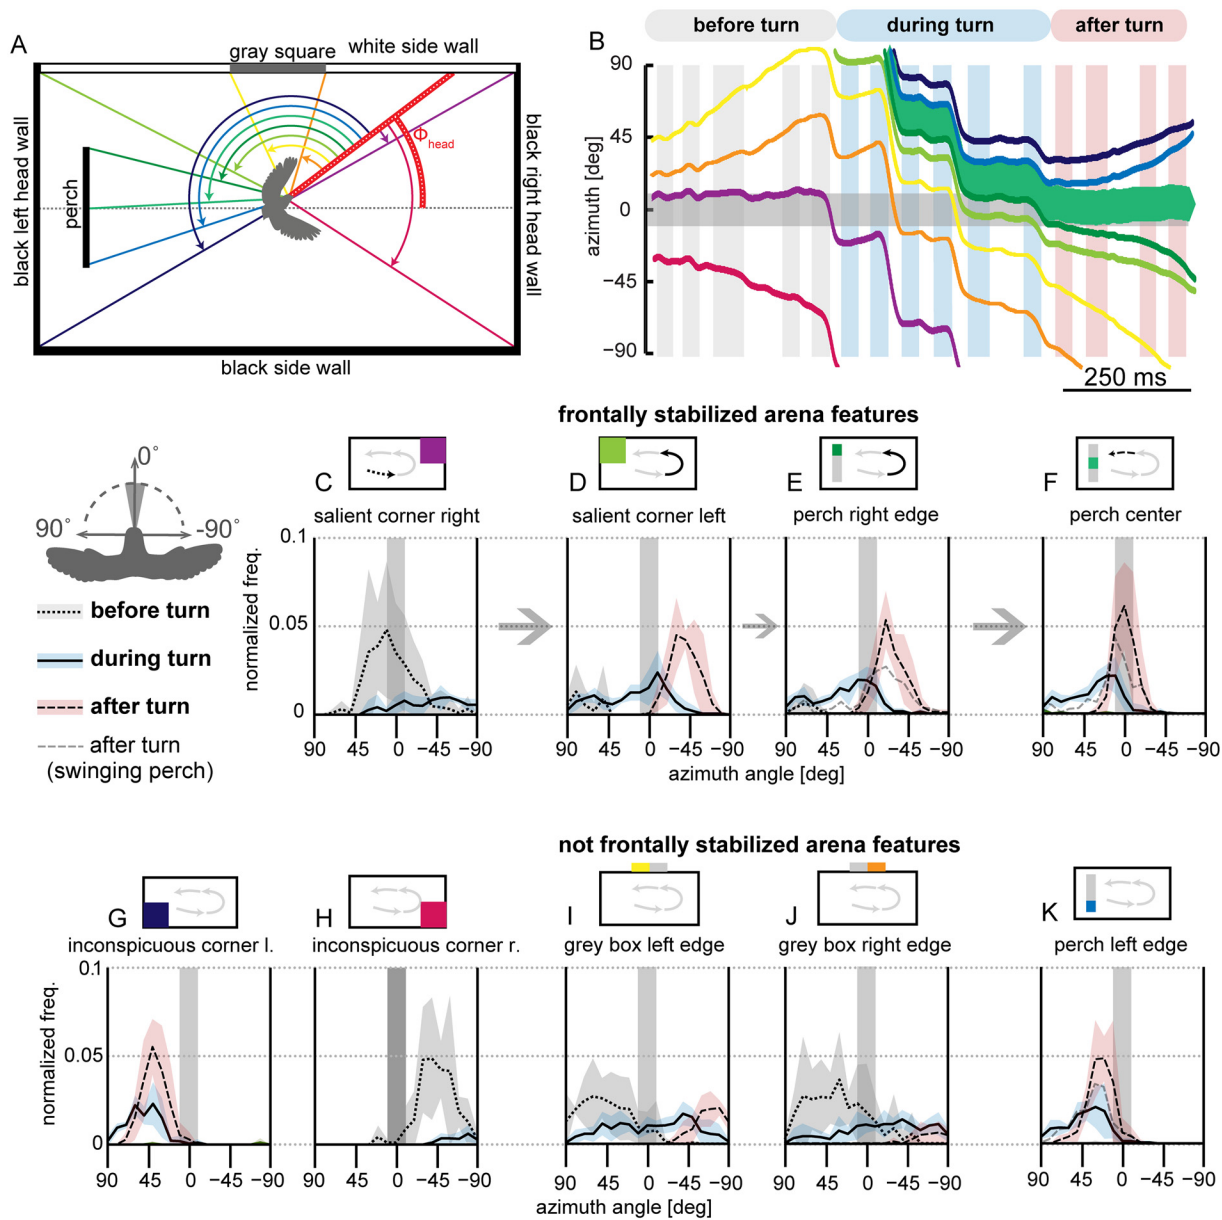 A
gray square
white side wall
black left head wall
perch
Φhead
black right head wall
black side wall
B
before turn
during turn
after turn
azimuth [deg]
90
45
0
−45
−90
250 ms
frontally stabilized arena features
0°
90°
-90°
before turn
during turn
after turn
after turn
(swinging perch)
C
salient corner right
D
salient corner left
E
perch right edge
F
perch center
normalized freq.
0.1
0.05
0
90 45 0 −45 −90
90 45 0 −45 −90
90 45 0 −45 −90
90 45 0 −45 −90
azimuth angle [deg]
not frontally stabilized arena features
G
inconspicuous corner l.
H
inconspicuous corner r.
I
grey box left edge
J
grey box right edge
K
perch left edge
normalized freq.
0.1
0.05
0
90 45 0 −45 −90
90 45 0 −45 −90
90 45 0 −45 −90
90 45 0 −45 −90
90 45 0 −45 −90
azimuth angle [deg]